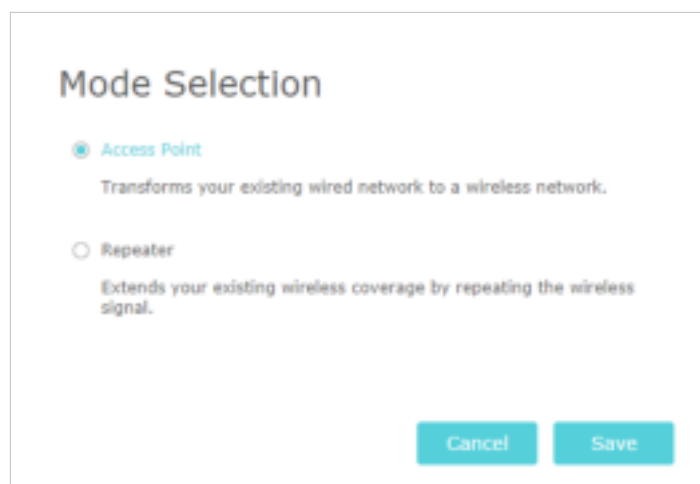 Mode Selection
Access Point
Transforms your existing wired network to a wireless network.
Repeater
Extends your existing wireless coverage by repeating the wireless
signal.
Cancel Save